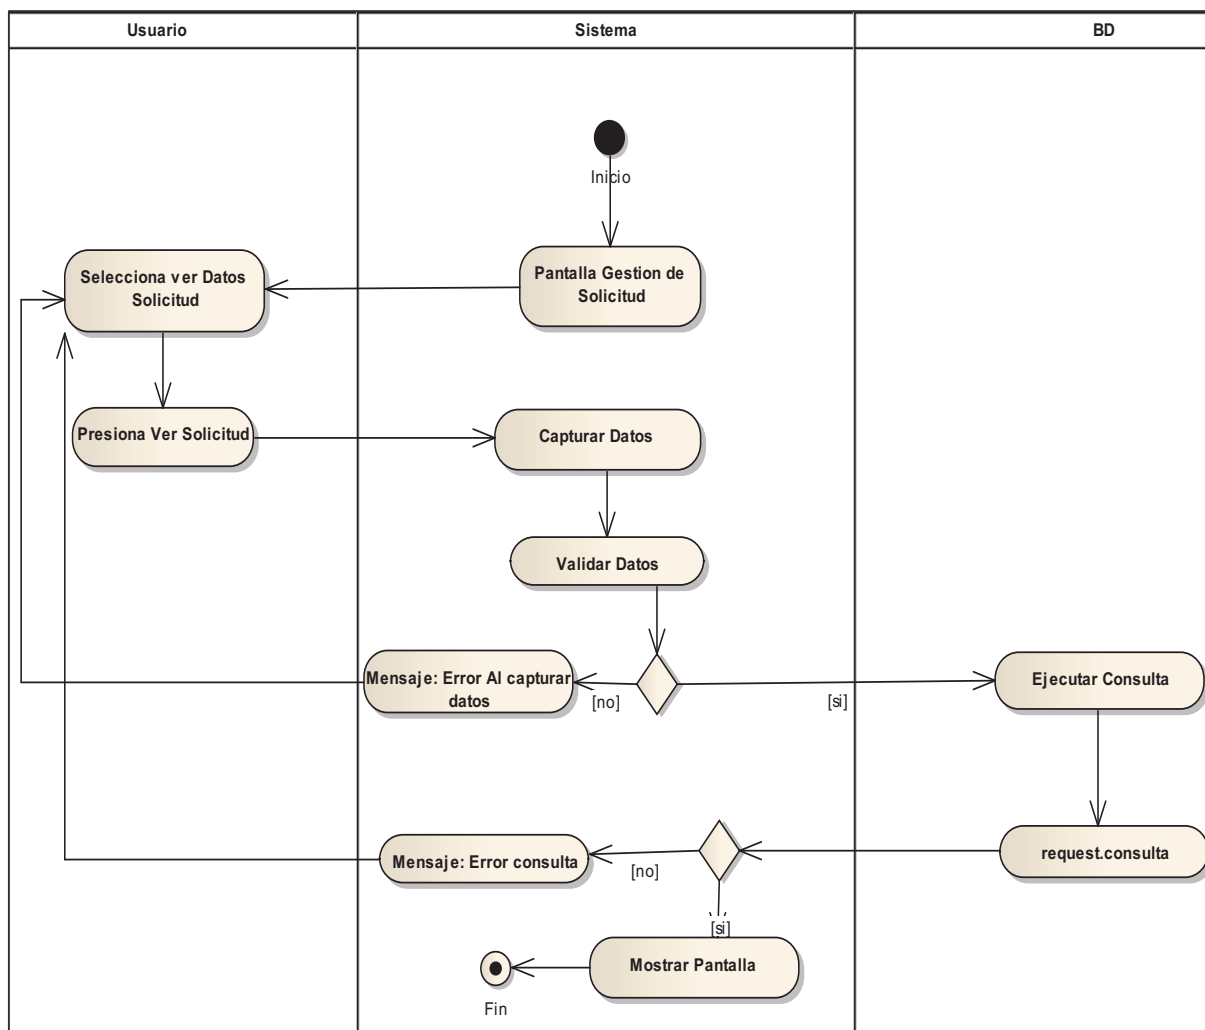 Usuario
Sistema
BD
Inicio
Pantalla Gestion de
Solicitud
Selecciona ver Datos
Solicitud
Presiona Ver Solicitud
Capturar Datos
Validar Datos
Mensaje: Error Al capturar
datos
[no]
[si]
Ejecutar Consulta
request.consulta
Mensaje: Error consulta
[no]
[si]
Mostrar Pantalla
Fin